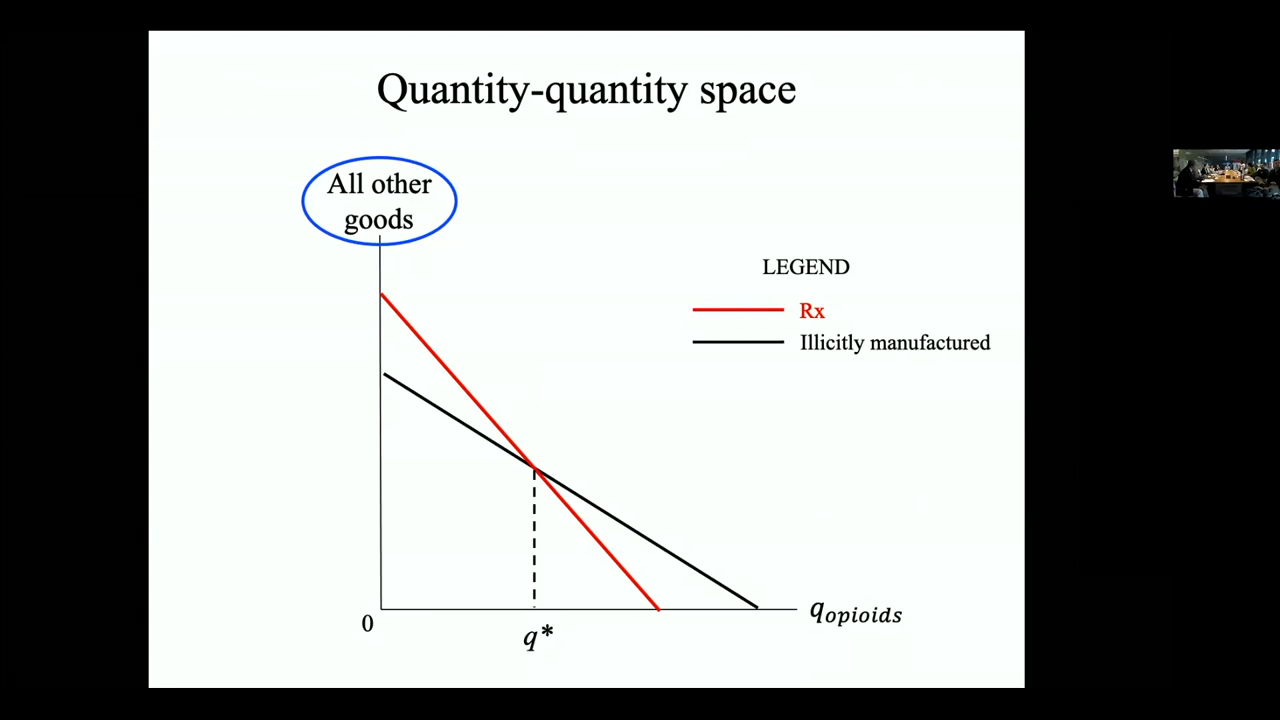 Quantity-quantity space
All other
goods
LEGEND
Rx
Illicitly manufactured
0
q*
q_opioids